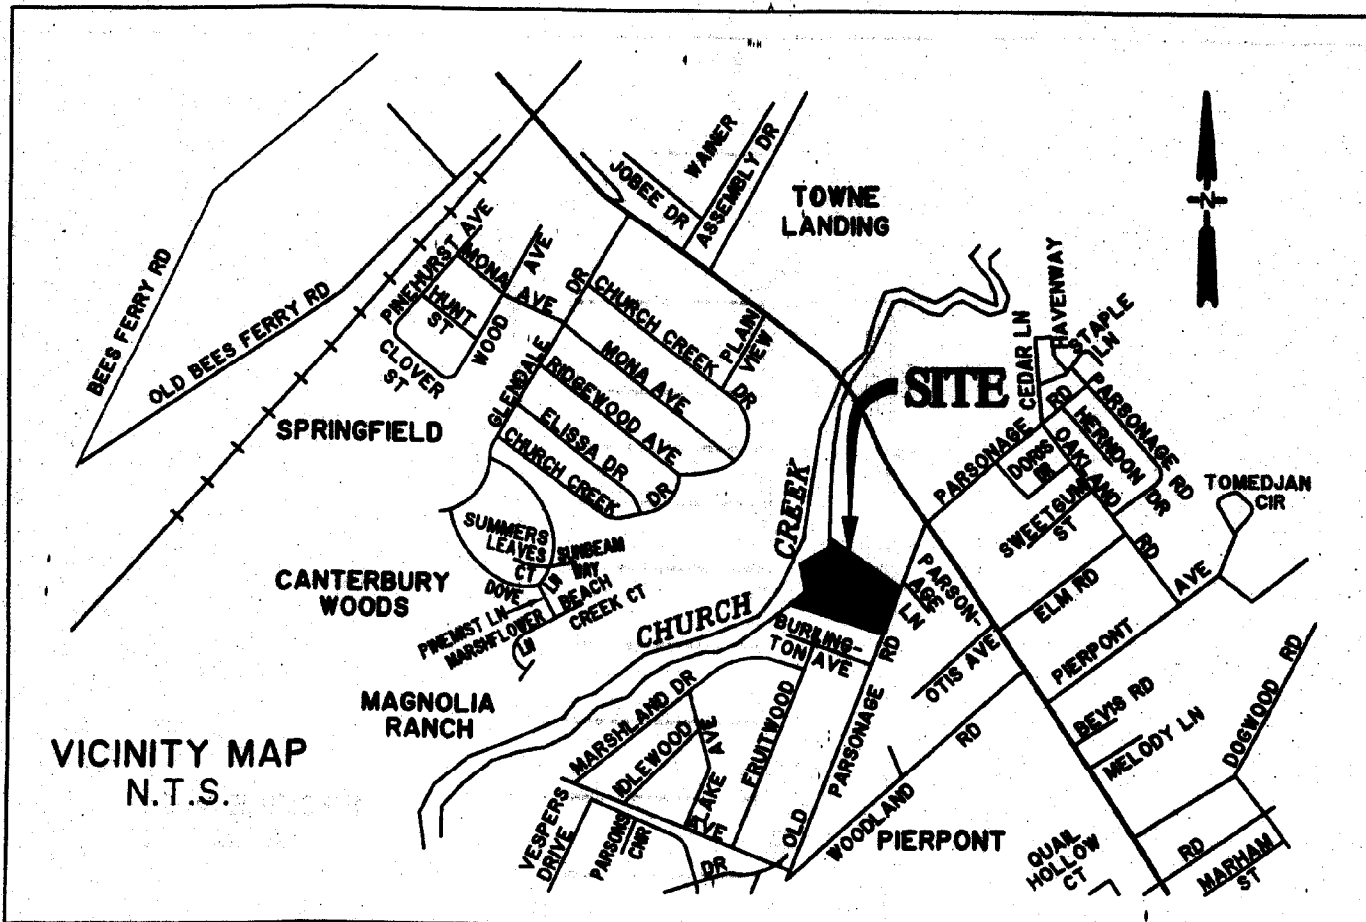 WAINER
JOBEE DR
ASSEMBLY DR
TOWNE
LANDING
N
BEES FERRY RD
OLD BEES FERRY RD
PINEHURST AVE
MONA
AVE
AVE
WOOD
HUNT
ST
CLOVER
ST
GLENDALE
DR
CHURCH CREEK
DR
PLAIN
VIEW
MONA AVE
RIDGEWOOD AVE
ELISSA DR
CHURCH CREEK
DR
SPRINGFIELD
SITE
HAVENWAY
CEDAR LN
STAPLE
LN
PARSONAGE RD
PARSONAGE RD
HERNDON DR
DORIS
DR
OAKLAND
RD
SWEETGUM
ST
TOMEDJAN
CIR
SUMMERS
LEAVES
CT
SUNBEAM
WAY
CANTERBURY
WOODS
DOVE
LN
BEACH
CREEK CT
PINEMIST LN
MARSHFLOWER
LN
CHURCH
CREEK
PARSON-
AGE
LN
BURLING-
TON AVE
ELM RD
PIERPONT
AVE
OTIS AVE
MAGNOLIA
RANCH
MARSHLAND DR
IDLEWOOD
AVE
FRUITWOOD
AVE
BLAKE AVE
OLD
PARSONAGE
RD
WOODLAND
RD
BEVIS RD
MELODY LN
DOGWOOD
RD
VICINITY MAP
N.T.S.
VESPERS
DRIVE
PARSONS
CNR
DR
PIERPONT
QUAIL
HOLLOW
CT
RD
MARHAM
ST